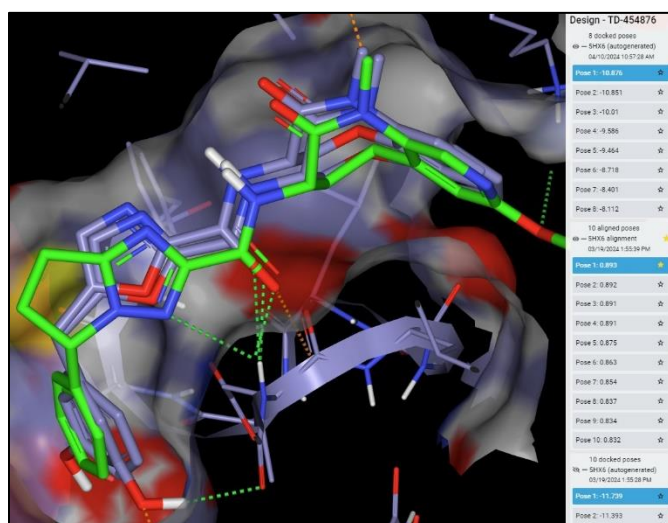 Design - TD-454876
8 docked poses
5HX6 (autogenerated)
04/10/2024 10:57:28 AM
Pose 1: -10.876
Pose 2: -10.851
Pose 3: -10.01
Pose 4: -9.586
Pose 5: -9.464
Pose 6: -8.718
Pose 7: -8.401
Pose 8: -8.112
10 aligned poses
5HX6 alignment
03/19/2024 1:55:39 PM
Pose 1: 0.893
Pose 2: 0.892
Pose 3: 0.891
Pose 4: 0.891
Pose 5: 0.875
Pose 6: 0.863
Pose 7: 0.854
Pose 8: 0.837
Pose 9: 0.834
Pose 10: 0.832
10 docked poses
5HX6 (autogenerated)
03/19/2024 1:55:28 PM
Pose 1: -11.739
Pose 2: -11.393